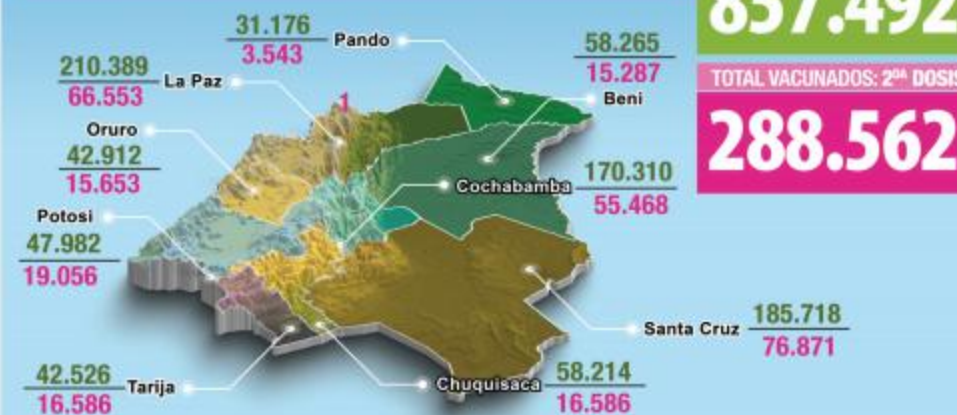 857.492
31.176
3.543
Pando
58.265
15.287
Beni
210.389
66.553
La Paz
1
Oruro
42.912
15.653
TOTAL VACUNADOS: 2DA DOSIS
288.562
Cochabamba
170.310
55.468
Potosi
47.982
19.056
Santa Cruz
185.718
76.871
42.526
16.586
Tarija
Chuquisaca
58.214
16.586